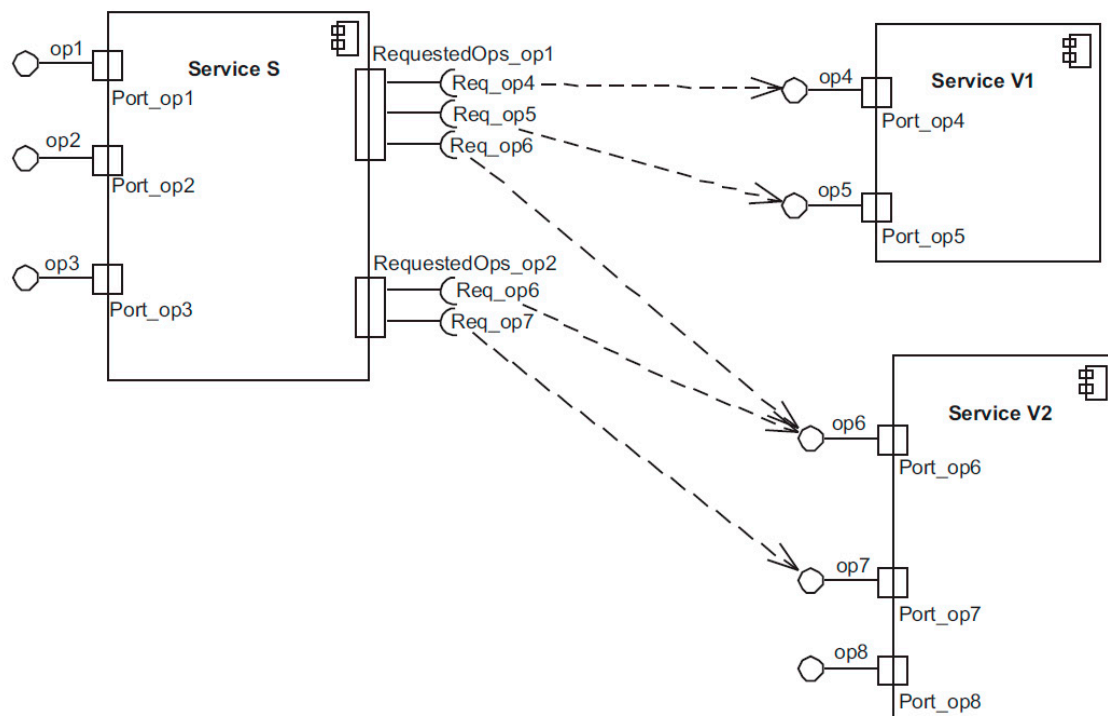 op1
Port_op1
op2
Port_op2
op3
Port_op3
Service S
RequestedOps_op1
Req_op4
Req_op5
Req_op6
RequestedOps_op2
Req_op6
Req_op7
op4
Port_op4
Service V1
op5
Port_op5
op6
Port_op6
Service V2
op7
Port_op7
op8
Port_op8